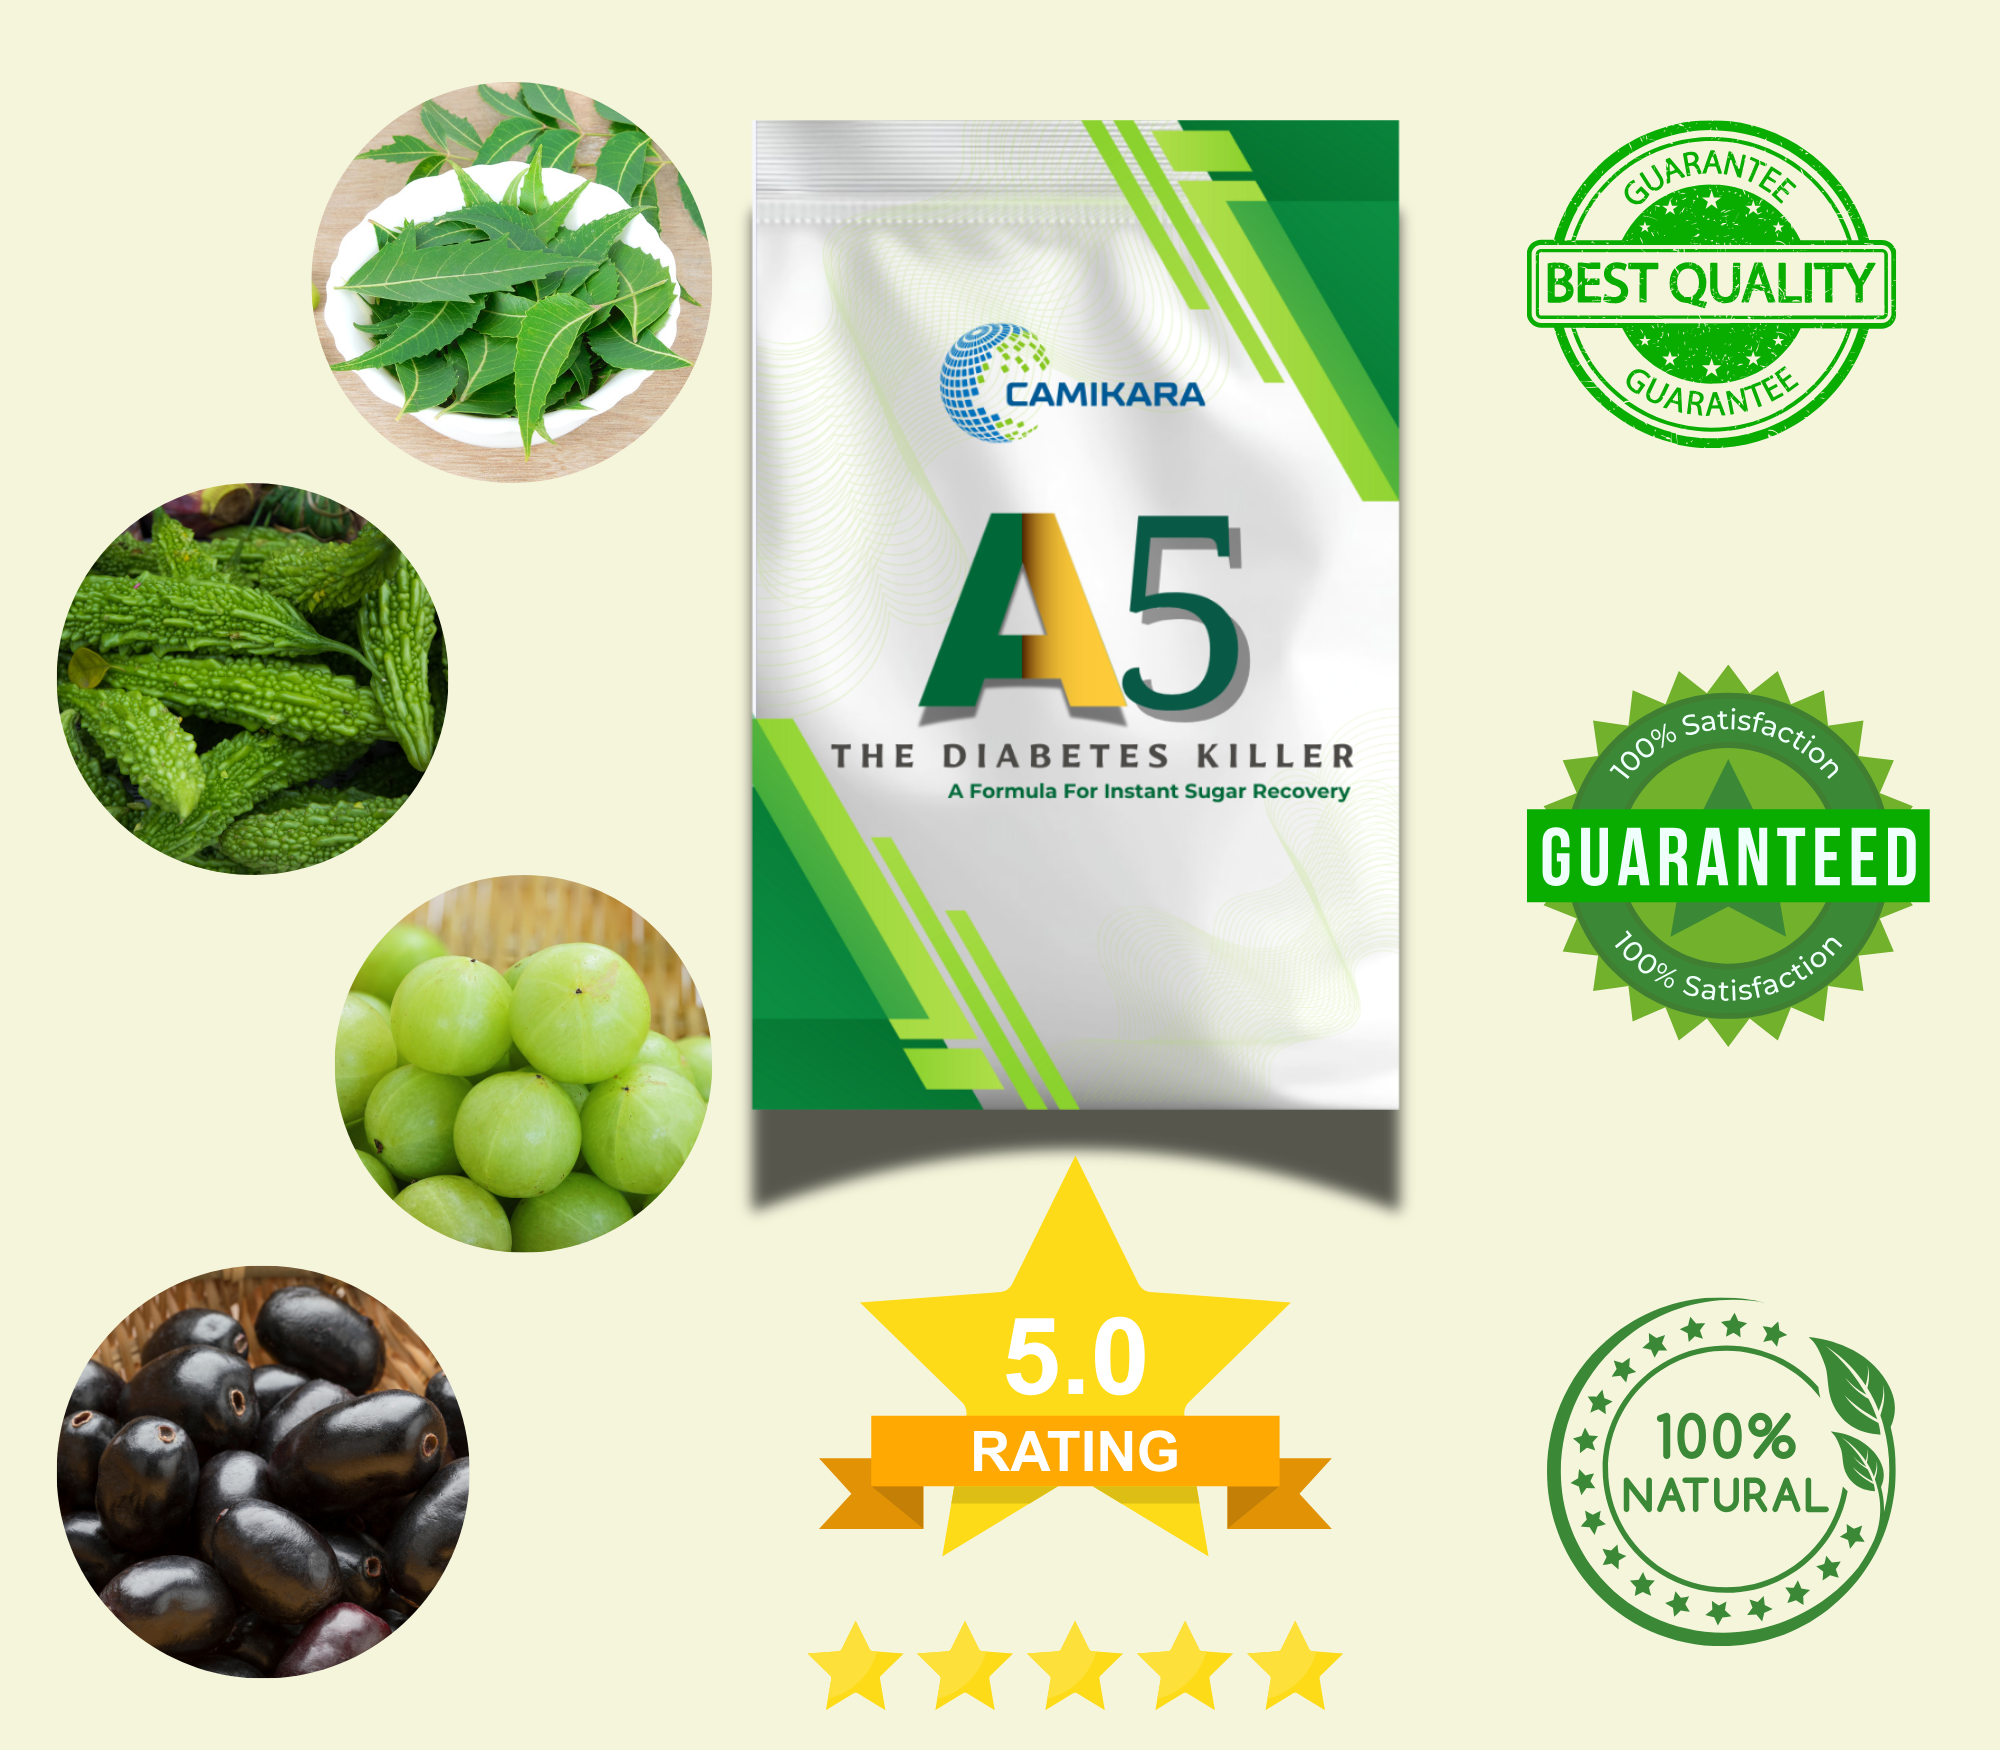 CAMIKARA
A5
THE DIABETES KILLER
A Formula For Instant Sugar Recovery
5.0
RATING
GUARANTEE
BEST QUALITY
GUARANTEE
100% Satisfaction
GUARANTEED
100% Satisfaction
100%
NATURAL